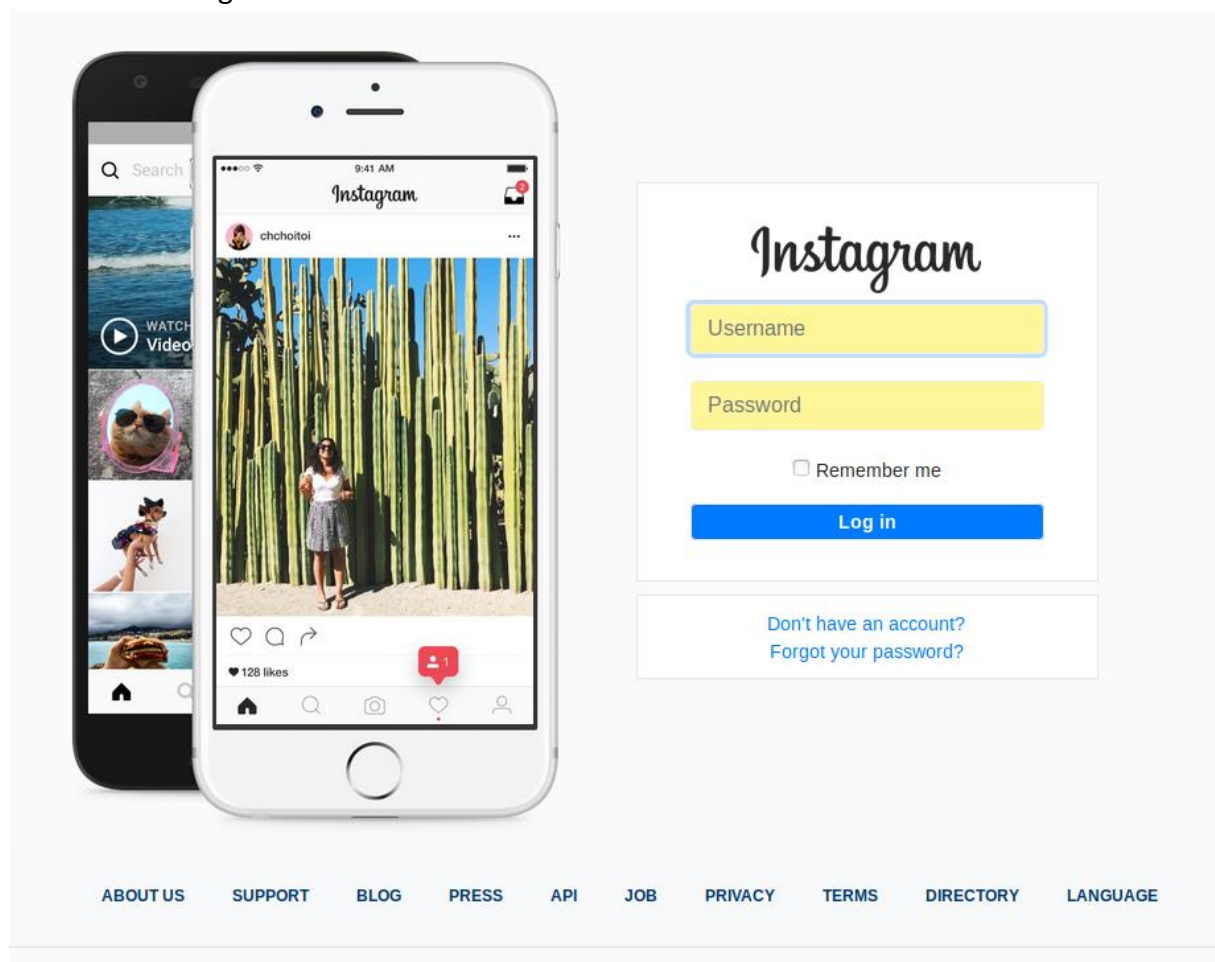 Search
WATCH
Video
9:41 AM
Instagram
2
chchoitoi
128 likes
1
Instagram
Username
Password
Remember me
Log in
Don't have an account?
Forgot your password?
ABOUT US SUPPORT BLOG PRESS API JOB PRIVACY TERMS DIRECTORY LANGUAGE